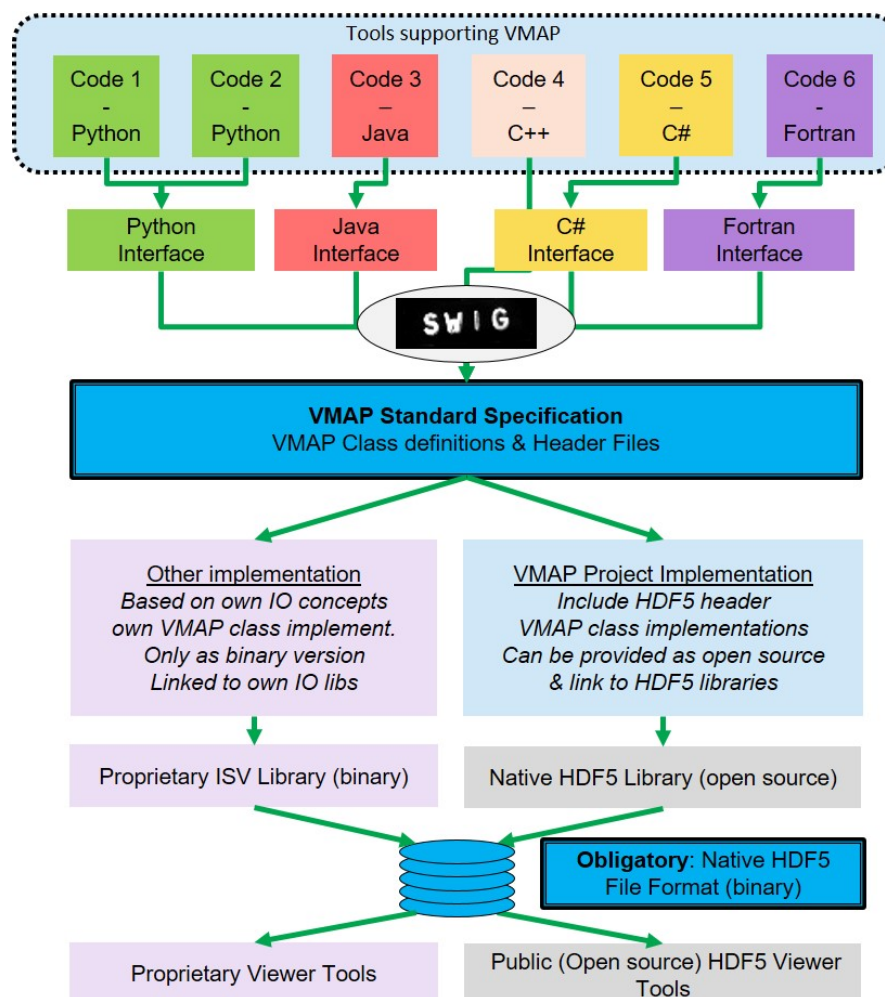 Tools supporting VMAP
Code 1
-
Python
Code 2
-
Python
Code 3
–
Java
Code 4
–
C++
Code 5
–
C#
Code 6
-
Fortran
Python
Interface
Java
Interface
C#
Interface
Fortran
Interface
SWIG
VMAP Standard Specification
VMAP Class definitions & Header Files
Other implementation
Based on own IO concepts
own VMAP class implement.
Only as binary version
Linked to own IO libs
VMAP Project Implementation
Include HDF5 header
VMAP class implementations
Can be provided as open source
& link to HDF5 libraries
Proprietary ISV Library (binary)
Native HDF5 Library (open source)
Obligatory: Native HDF5
File Format (binary)
Proprietary Viewer Tools
Public (Open source) HDF5 Viewer
Tools